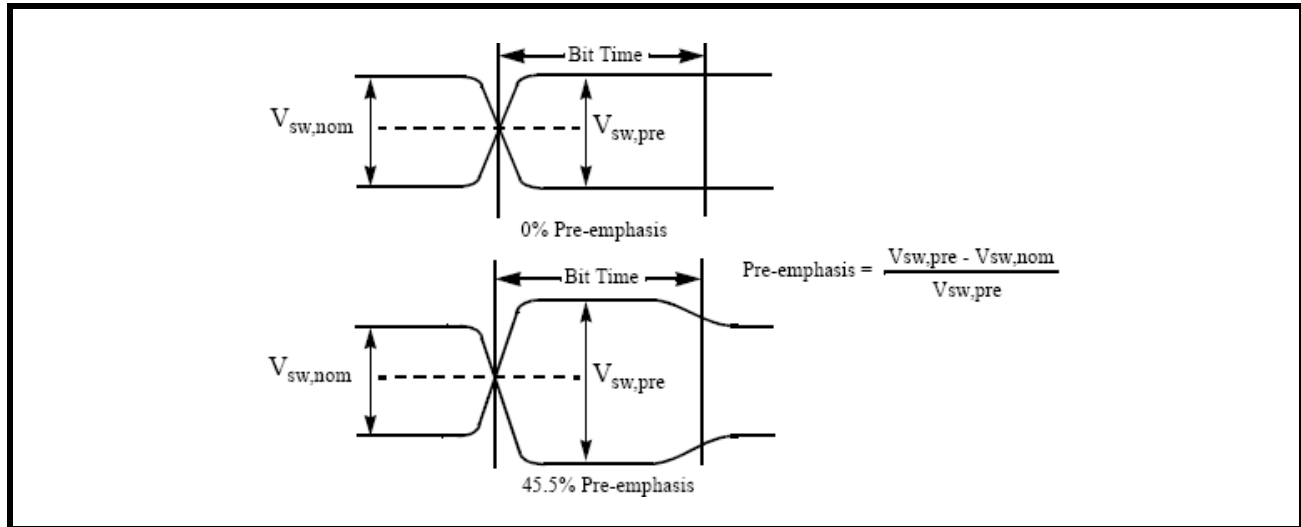 Bit Time
V_sw,nom
V_sw,pre
0% Pre-emphasis
Bit Time
Pre-emphasis = Vsw,pre - Vsw,nom
Vsw,pre
V_sw,nom
V_sw,pre
45.5% Pre-emphasis